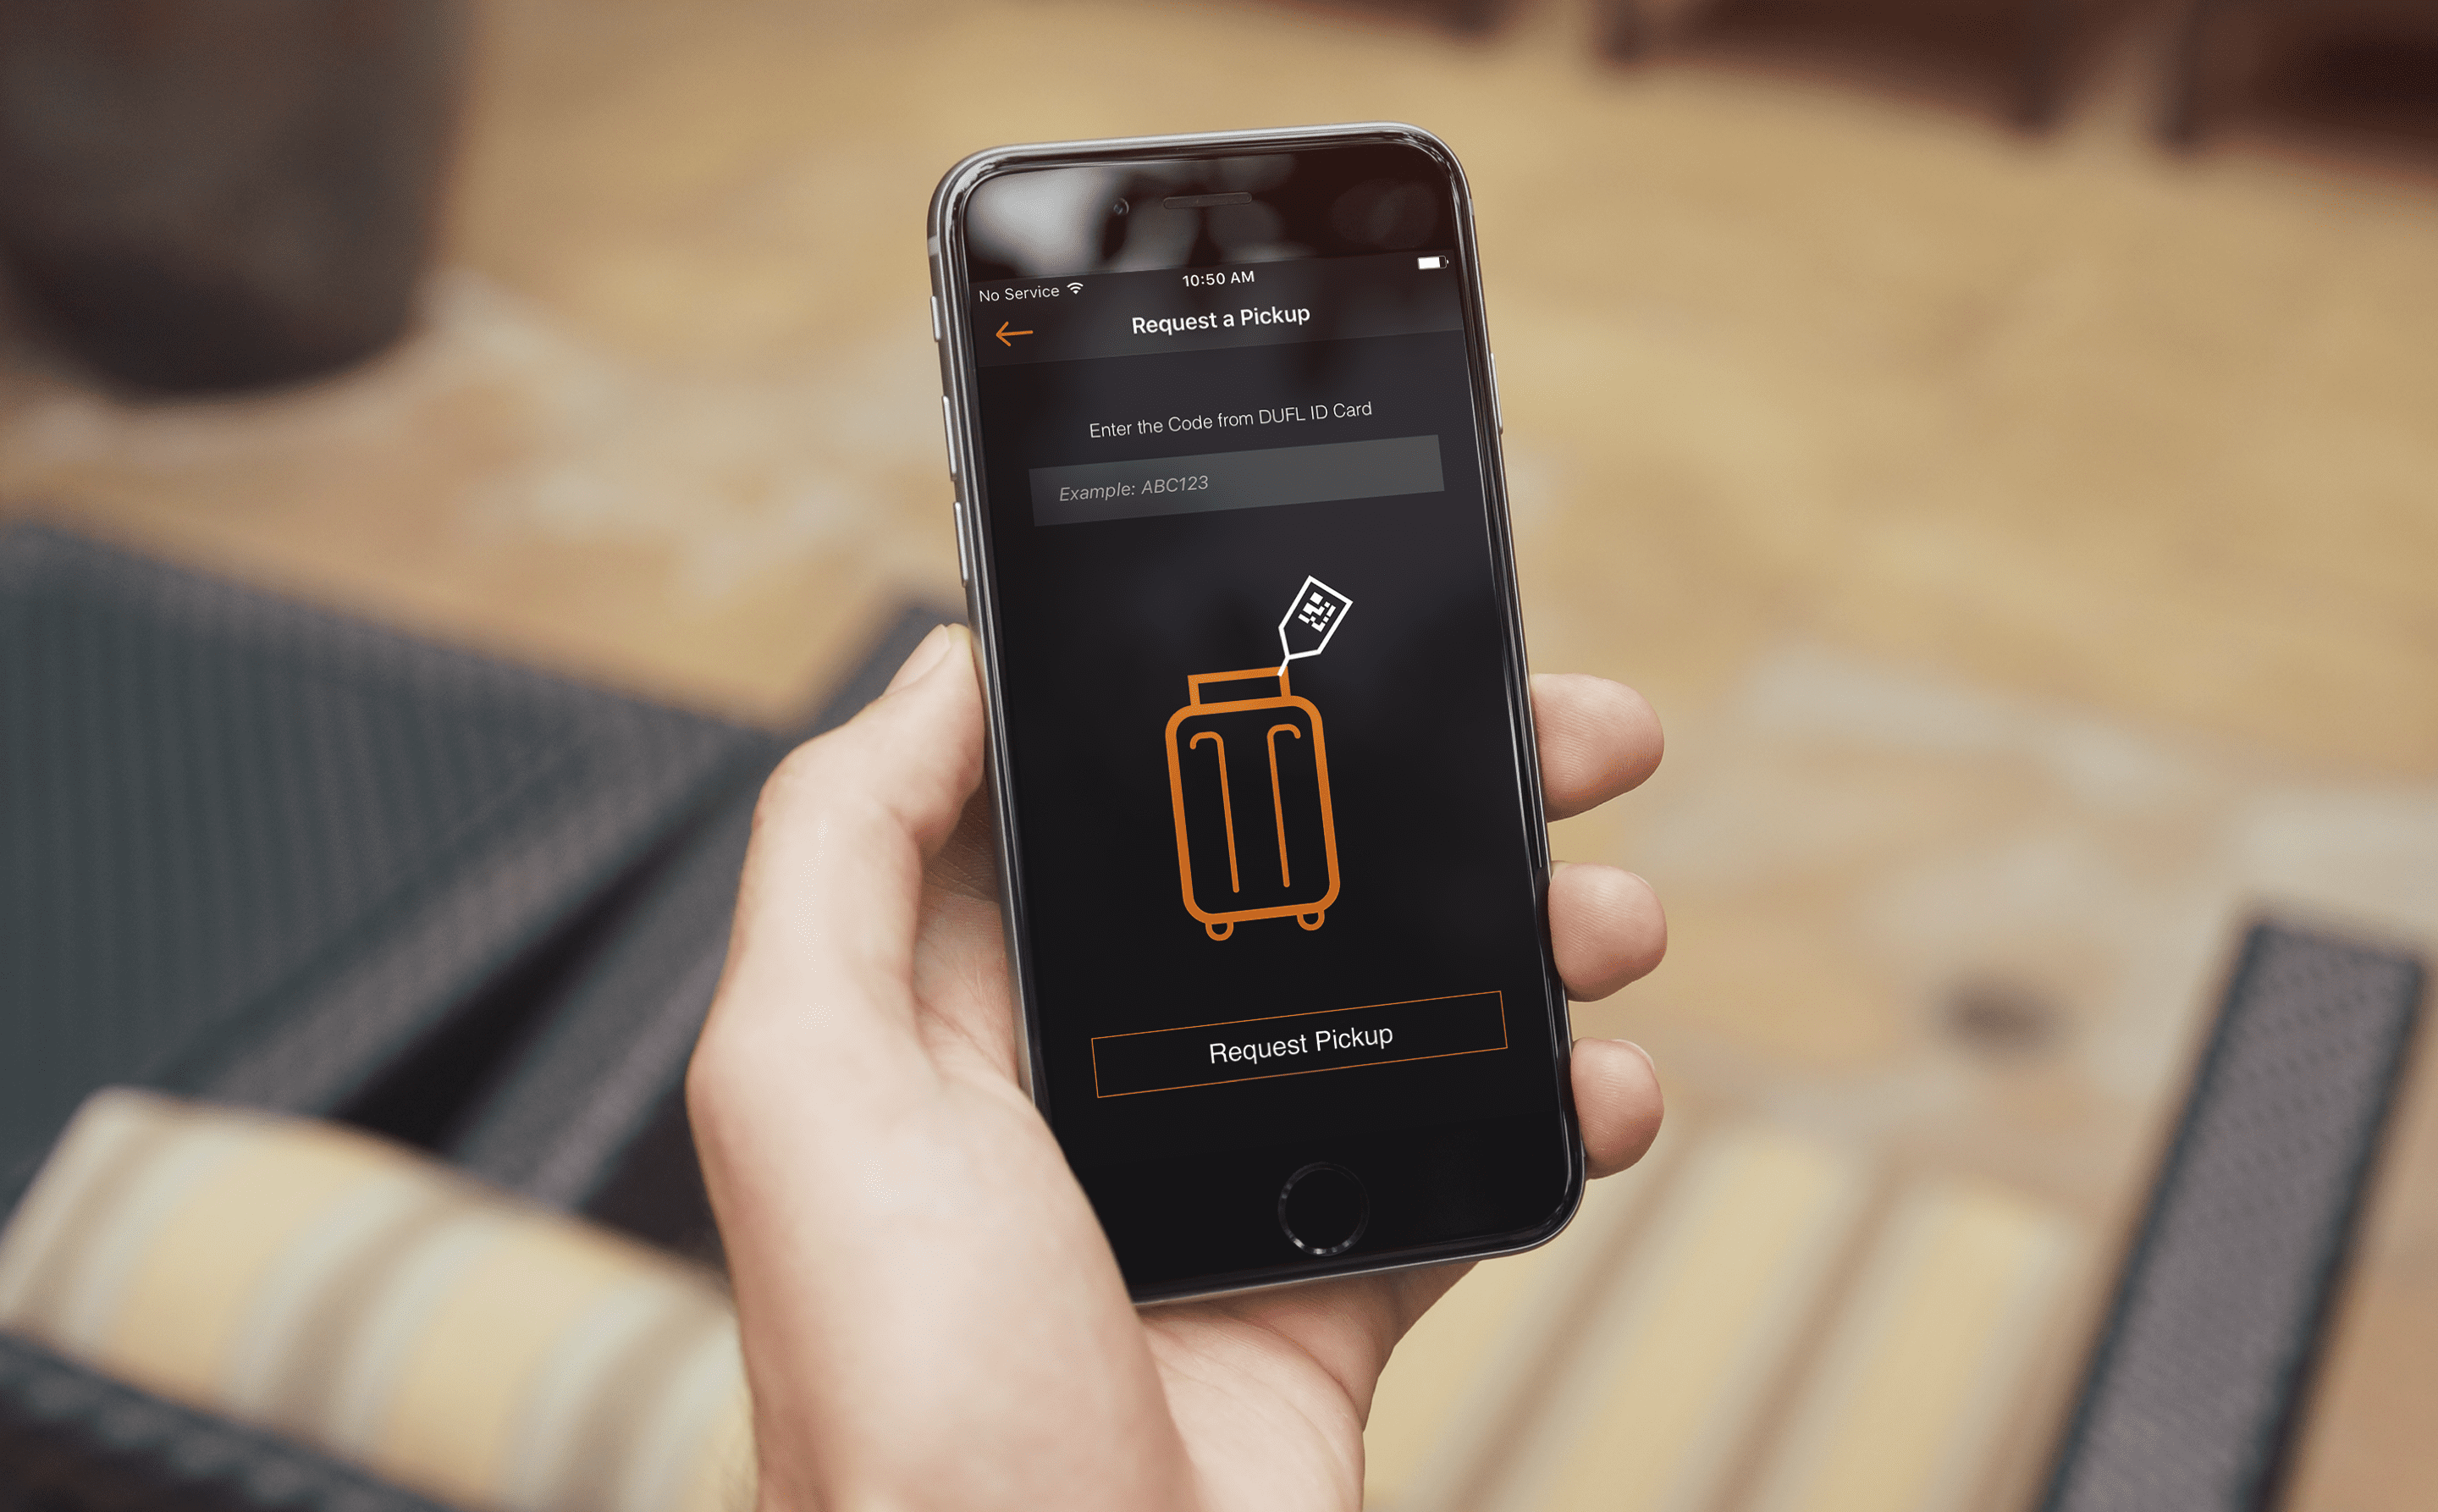 No Service 10:50 AM
Request a Pickup
Enter the Code from DUFL ID Card
Example: ABC123
Request Pickup